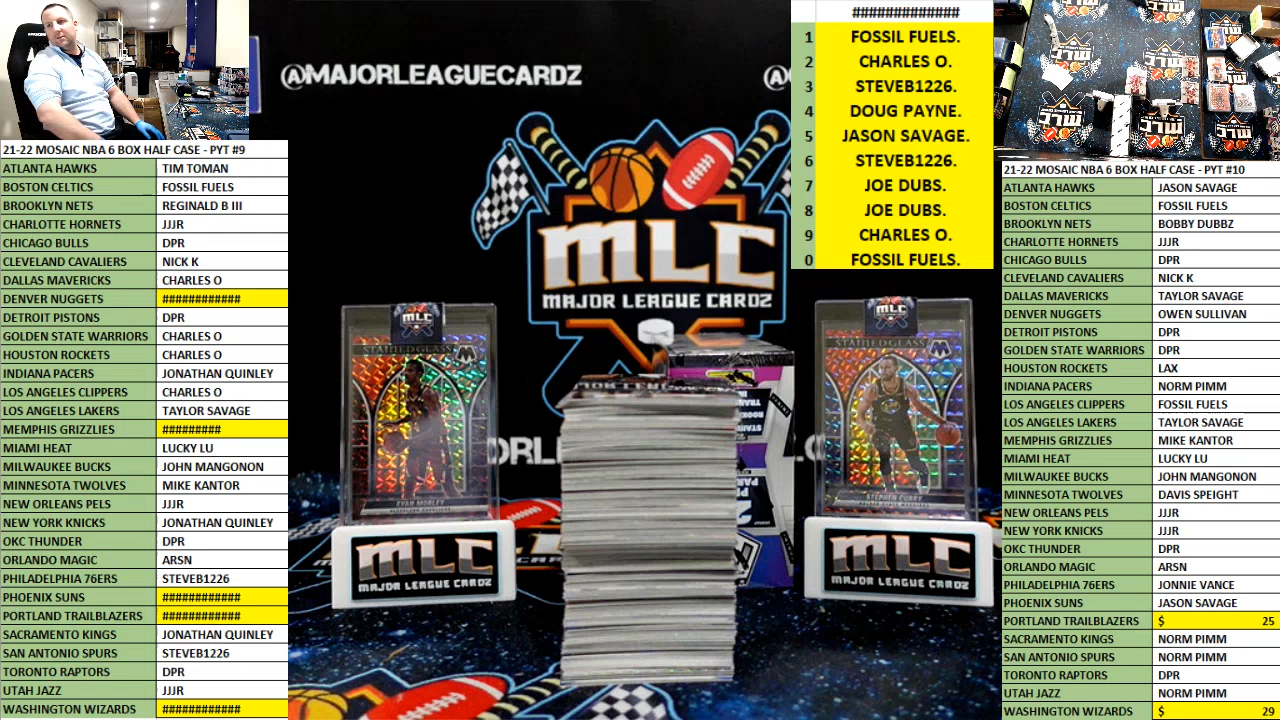 @MAJORLEAGUECARDZ
#############
1 FOSSIL FUELS.
2 CHARLES O.
3 STEVEB1226.
4 DOUG PAYNE.
5 JASON SAVAGE.
6 STEVEB1226.
7 JOE DUBS.
8 JOE DUBS.
9 CHARLES O.
0 FOSSIL FUELS.
21-22 MOSAIC NBA 6 BOX HALF CASE - PYT #9
ATLANTA HAWKS TIM TOMAN
BOSTON CELTICS FOSSIL FUELS
BROOKLYN NETS REGINALD B III
CHARLOTTE HORNETS JJJR
CHICAGO BULLS DPR
CLEVELAND CAVALIERS NICK K
DALLAS MAVERICKS CHARLES O
DENVER NUGGETS ############
DETROIT PISTONS DPR
GOLDEN STATE WARRIORS CHARLES O
HOUSTON ROCKETS CHARLES O
INDIANA PACERS JONATHAN QUINLEY
LOS ANGELES CLIPPERS CHARLES O
LOS ANGELES LAKERS TAYLOR SAVAGE
MEMPHIS GRIZZLIES #########
MIAMI HEAT LUCKY LU
MILWAUKEE BUCKS JOHN MANGONON
MINNESOTA TWOLVES MIKE KANTOR
NEW ORLEANS PELS JJJR
NEW YORK KNICKS JONATHAN QUINLEY
OKC THUNDER DPR
ORLANDO MAGIC ARSN
PHILADELPHIA 76ERS STEVEB1226
PHOENIX SUNS ############
PORTLAND TRAILBLAZERS ############
SACRAMENTO KINGS JONATHAN QUINLEY
SAN ANTONIO SPURS STEVEB1226
TORONTO RAPTORS DPR
UTAH JAZZ JJJR
WASHINGTON WIZARDS ############
MLC
MAJOR LEAGUE CARDZ
MLC
STAINED GLASS
EVAN MOBLEY
MLC
MAJOR LEAGUE CARDZ
MLC
STAINED GLASS
STEPHEN CURRY
GOLDEN STATE WARRIORS
MLC
MAJOR LEAGUE CARDZ
21-22 MOSAIC NBA 6 BOX HALF CASE - PYT #10
ATLANTA HAWKS JASON SAVAGE
BOSTON CELTICS FOSSIL FUELS
BROOKLYN NETS BOBBY DUBBZ
CHARLOTTE HORNETS JJJR
CHICAGO BULLS DPR
CLEVELAND CAVALIERS NICK K
DALLAS MAVERICKS TAYLOR SAVAGE
DENVER NUGGETS OWEN SULLIVAN
DETROIT PISTONS DPR
GOLDEN STATE WARRIORS DPR
HOUSTON ROCKETS LAX
INDIANA PACERS NORM PIMM
LOS ANGELES CLIPPERS FOSSIL FUELS
LOS ANGELES LAKERS TAYLOR SAVAGE
MEMPHIS GRIZZLIES MIKE KANTOR
MIAMI HEAT LUCKY LU
MILWAUKEE BUCKS JOHN MANGONON
MINNESOTA TWOLVES DAVIS SPEIGHT
NEW ORLEANS PELS JJJR
NEW YORK KNICKS JJJR
OKC THUNDER DPR
ORLANDO MAGIC ARSN
PHILADELPHIA 76ERS JONNIE VANCE
PHOENIX SUNS JASON SAVAGE
PORTLAND TRAILBLAZERS $ 25
SACRAMENTO KINGS NORM PIMM
SAN ANTONIO SPURS NORM PIMM
TORONTO RAPTORS DPR
UTAH JAZZ NORM PIMM
WASHINGTON WIZARDS $ 29